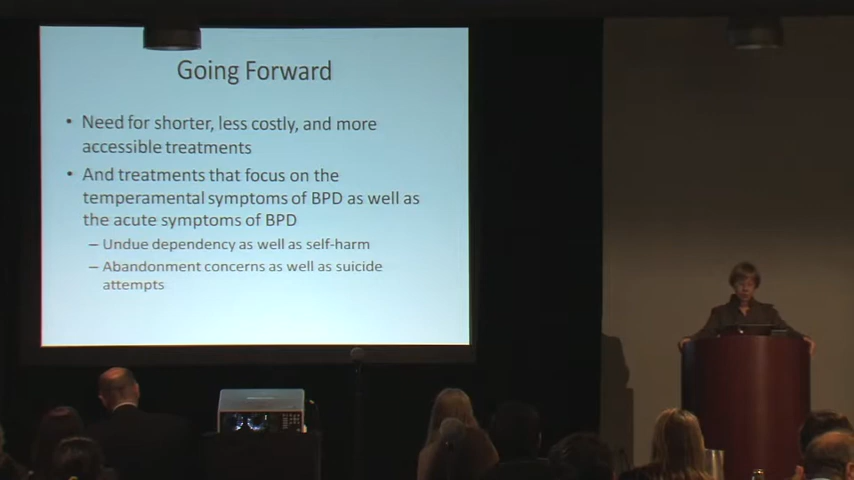 Going Forward
• Need for shorter, less costly, and more
accessible treatments
• And treatments that focus on the
temperamental symptoms of BPD as well as
the acute symptoms of BPD
– Undue dependency as well as self-harm
– Abandonment concerns as well as suicide
attempts